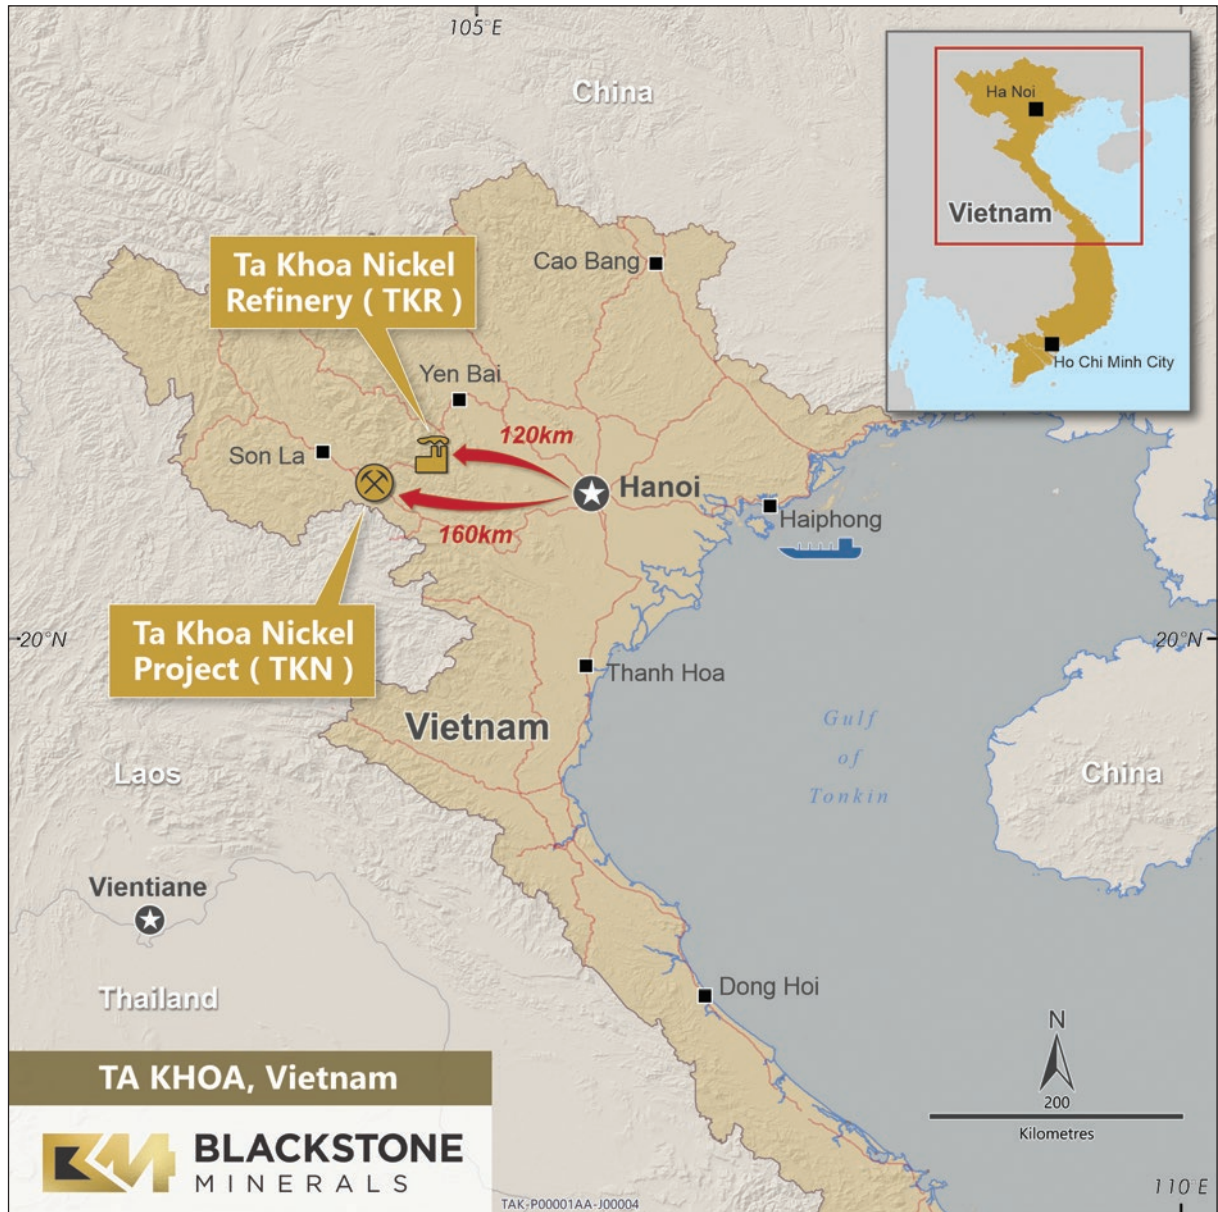 105°E
China
Ha Noi
Vietnam
Ho Chi Minh City
Ta Khoa Nickel
Refinery ( TKR )
Cao Bang
Yen Bai
120km
Son La
Hanoi
Haiphong
160km
Ta Khoa Nickel
Project ( TKN )
20°N
20°N
Thanh Hoa
Vietnam
Gulf
of
Tonkin
Laos
China
Vientiane
Thailand
Dong Hoi
N
200
Kilometres
TA KHOA, Vietnam
BM BLACKSTONE
MINERALS
TAK-P00001AA-J00004
110 E